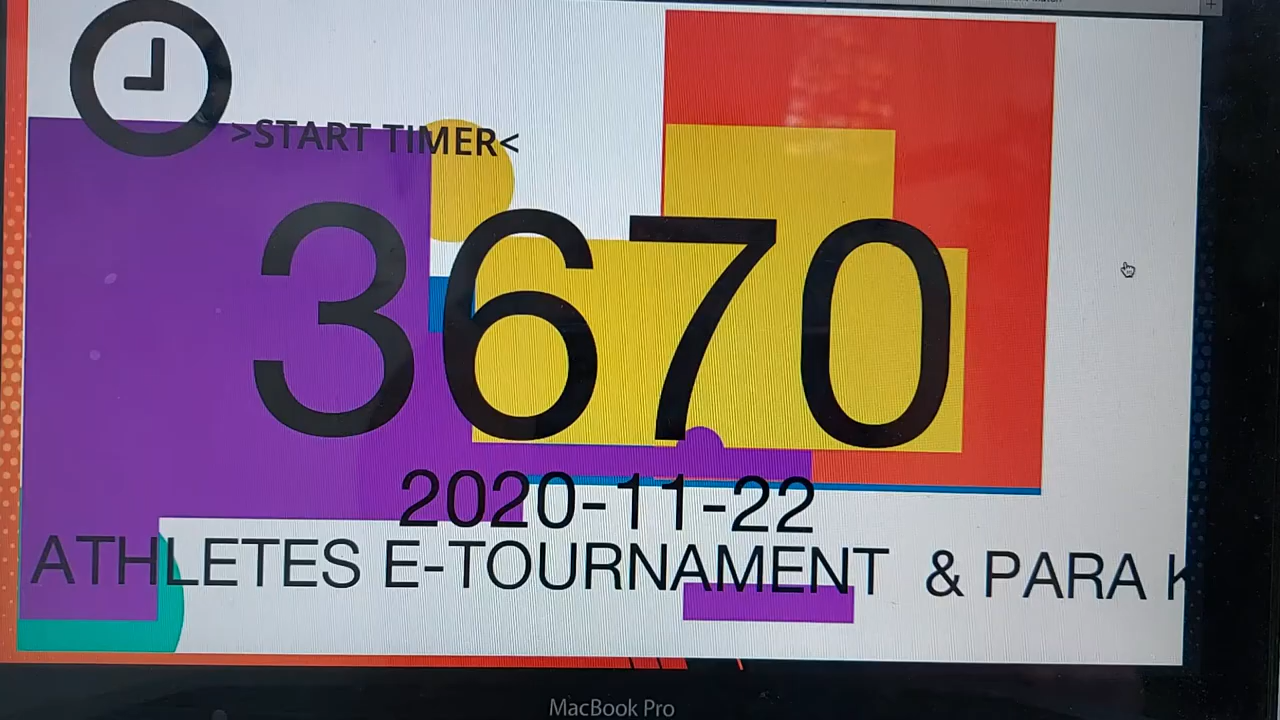 >START TIMER<
3670
2020-11-22
ATHLETES E-TOURNAMENT & PARA
MacBook Pro